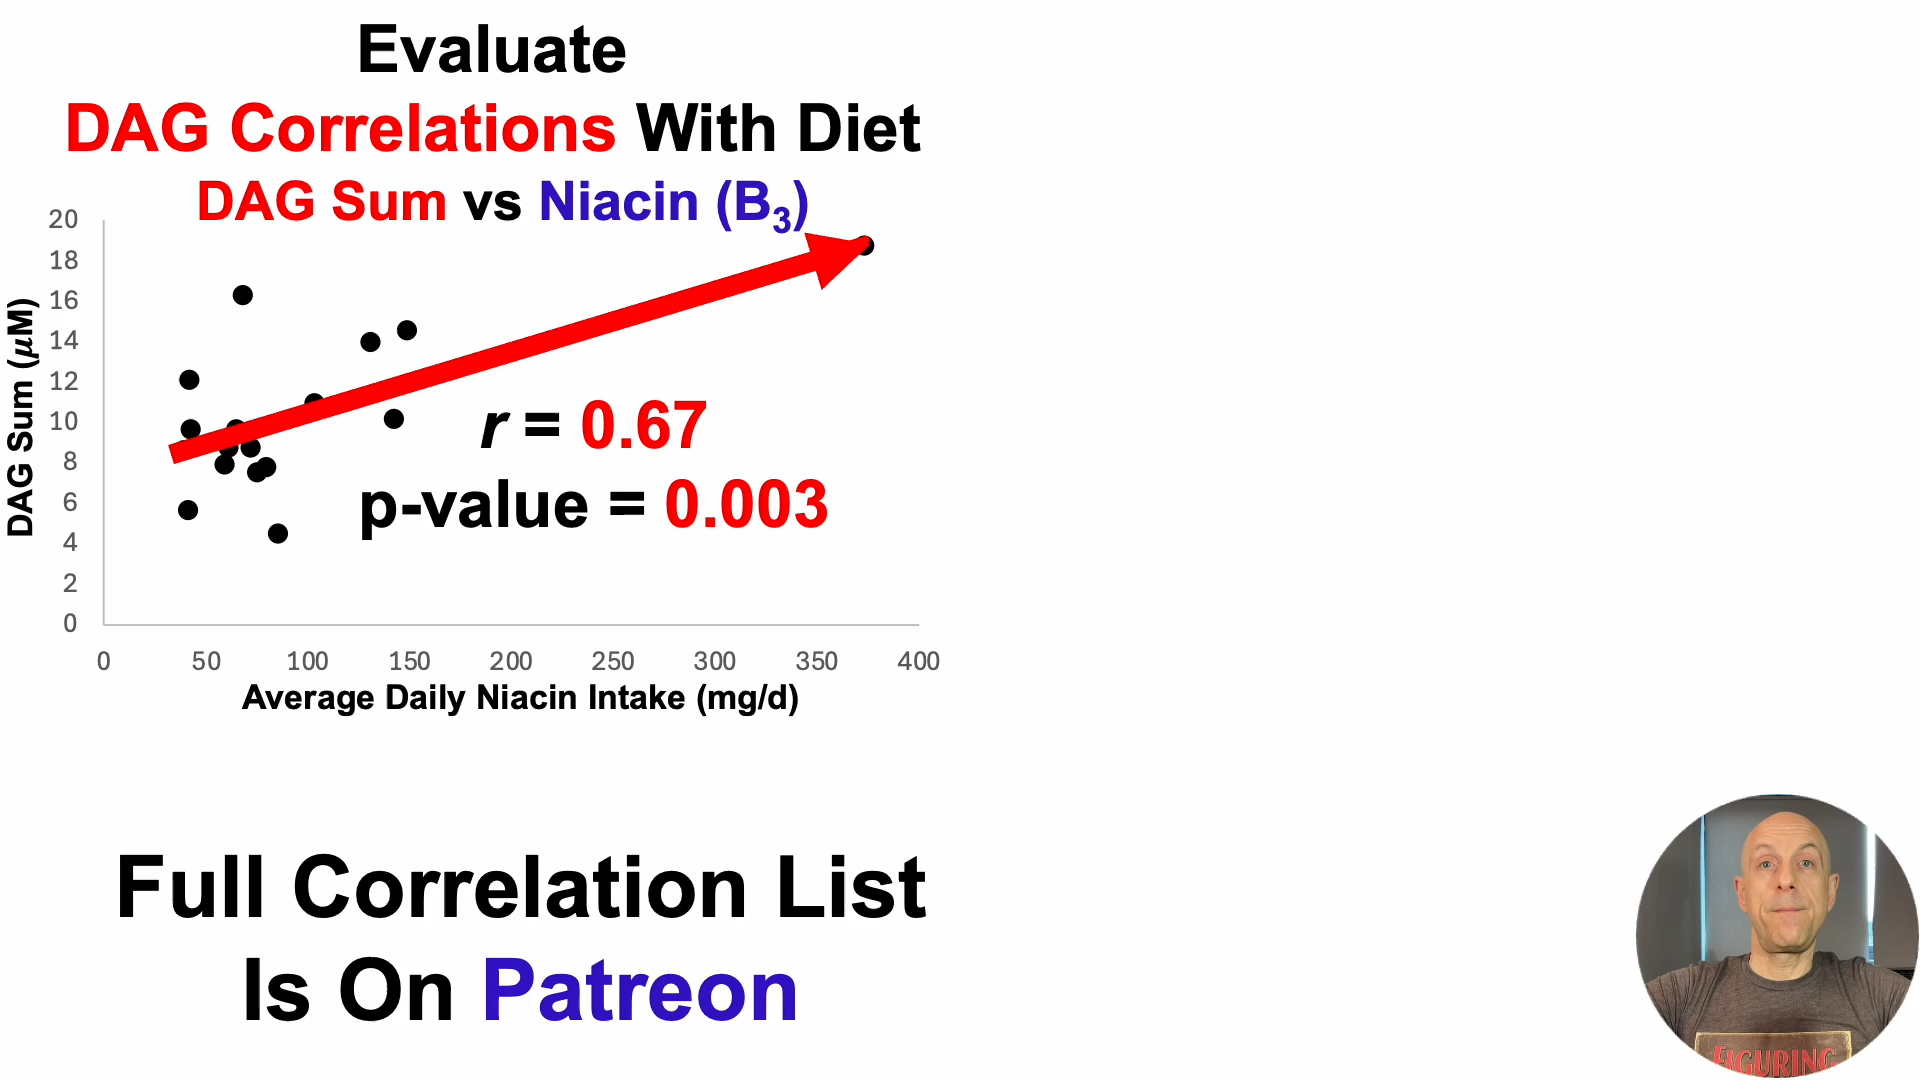 Evaluate
DAG Correlations With Diet
DAG Sum vs Niacin (B3)
20
18
16
14
12
10
8
6
4
2
0
DAG Sum (μM)
r = 0.67
p-value = 0.003
0 50 100 150 200 250 300 350 400
Average Daily Niacin Intake (mg/d)
Full Correlation List
Is On Patreon
FIGURING